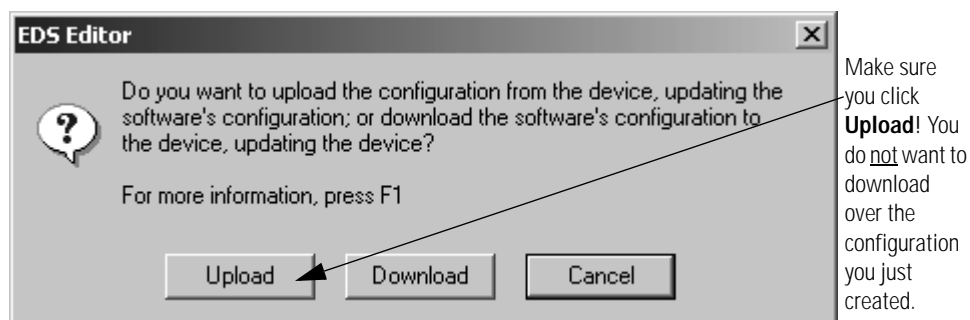 EDS Editor
Do you want to upload the configuration from the device, updating the
software's configuration; or download the software's configuration to
the device, updating the device?
For more information, press F1
Upload
Download
Cancel
Make sure
you click
Upload! You
do not want to
download
over the
configuration
you just
created.